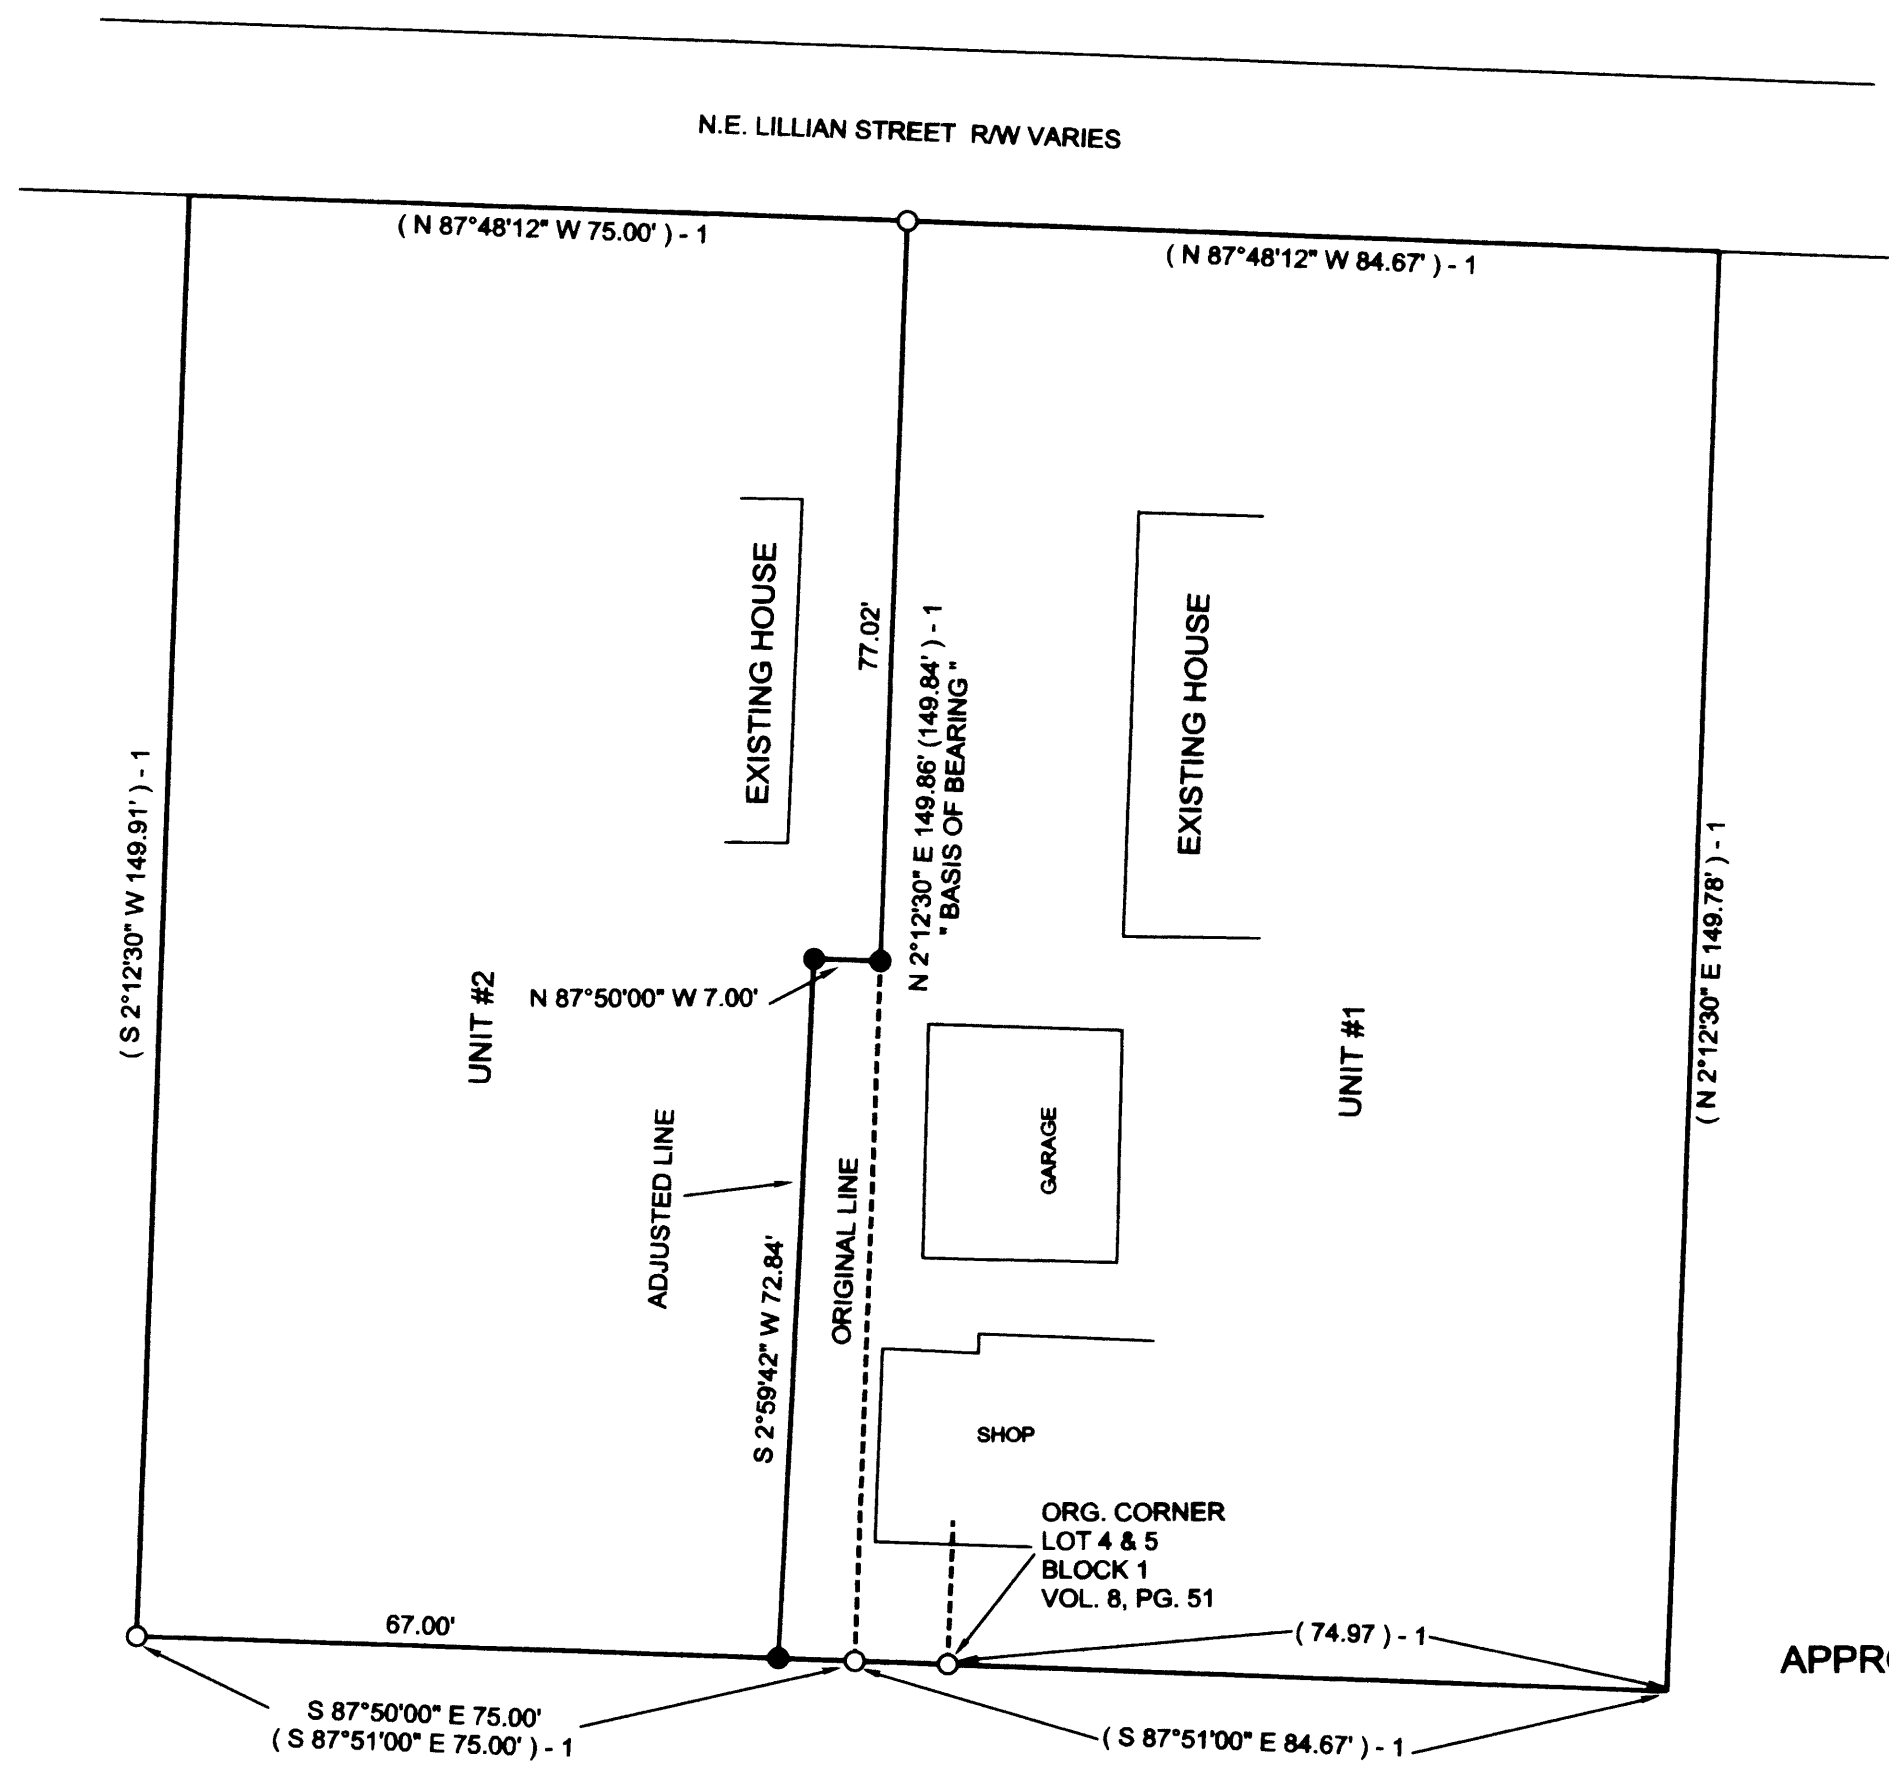 N.E. LILLIAN STREET R/W VARIES
( N 87°48'12" W 75.00' ) - 1
( N 87°48'12" W 84.67' ) - 1
EXISTING HOUSE
77.02'
N 2°12'30" E 149.86' (149.84' ) - 1
" BASIS OF BEARING "
EXISTING HOUSE
( S 2°12'30" W 149.91' ) - 1
( N 2°12'30" E 149.78' ) - 1
UNIT #2
N 87°50'00" W 7.00'
UNIT #1
ADJUSTED LINE
ORIGINAL LINE
GARAGE
S 2°59'42" W 72.84'
SHOP
ORG. CORNER
LOT 4 & 5
BLOCK 1
VOL. 8, PG. 51
67.00'
( 74.97 ) - 1
S 87°50'00" E 75.00'
( S 87°51'00" E 75.00' ) - 1
( S 87°51'00" E 84.67' ) - 1